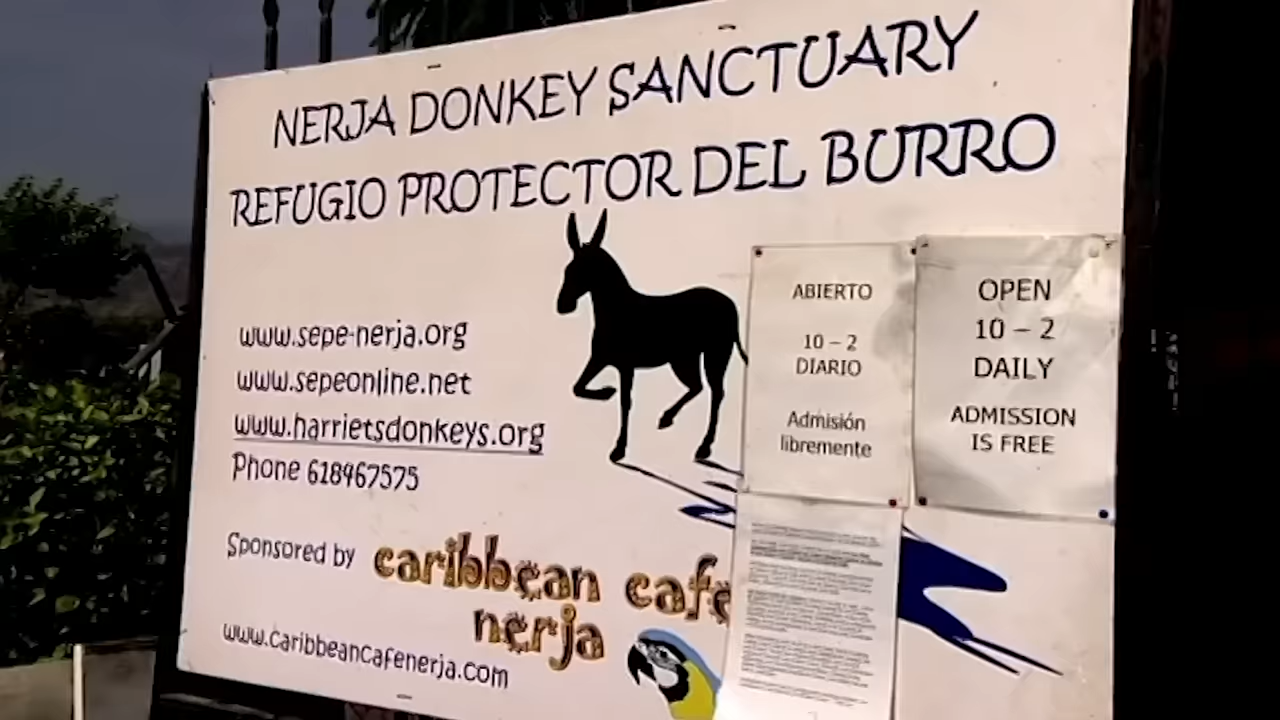 NERJA DONKEY SANCTUARY
REFUGIO PROTECTOR DEL BURRO
www.sepe-nerja.org
www.sepeonline.net
www.harrietsdonkeys.org
Phone 618967575
Sponsored by caribbean cafe
nerja
www.caribbeancafenerja.com
ABIERTO
10 – 2
DIARIO
Admisión
libremente
OPEN
10 – 2
DAILY
ADMISSION
IS FREE